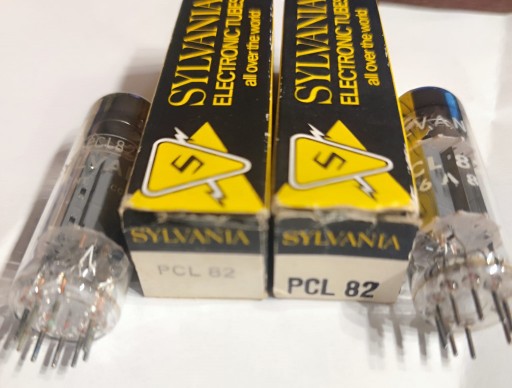 SYLVANIA
ELECTRONIC TUBES
all over the world
SYLVANIA
ELECTRONIC TUBES
all over the world
S
S
SYLVANIA
PCL 82
SYLVANIA
PCL 82
PCL8